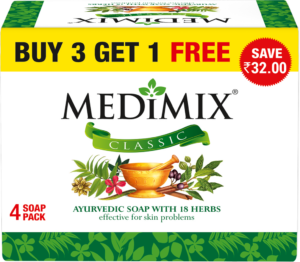 BUY 3 GET 1 FREE
SAVE
₹32.00
MEDIMIX®
CLASSIC
4 SOAP
PACK
AYURVEDIC SOAP WITH 18 HERBS
effective for skin problems